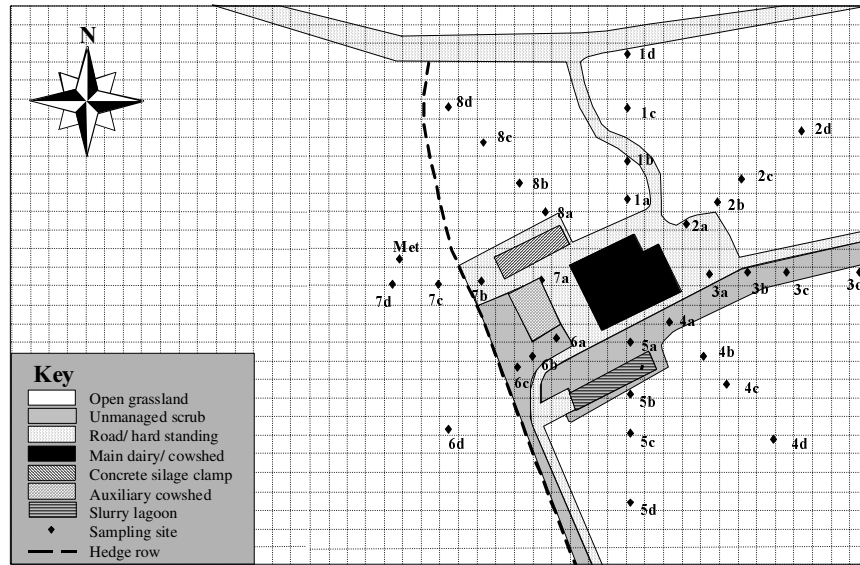 N
1d
8d
1c
2d
8c
1b
2c
8b
1a
2b
8a
2a
Met
7a
7d
7c
7b
3a
3b
3c
3d
4a
6a
5a
6b
4b
6c
4c
5b
6d
5c
4d
5d
Key
Open grassland
Unmanaged scrub
Road/ hard standing
Main dairy/ cowshed
Concrete silage clamp
Auxiliary cowshed
Slurry lagoon
Sampling site
Hedge row